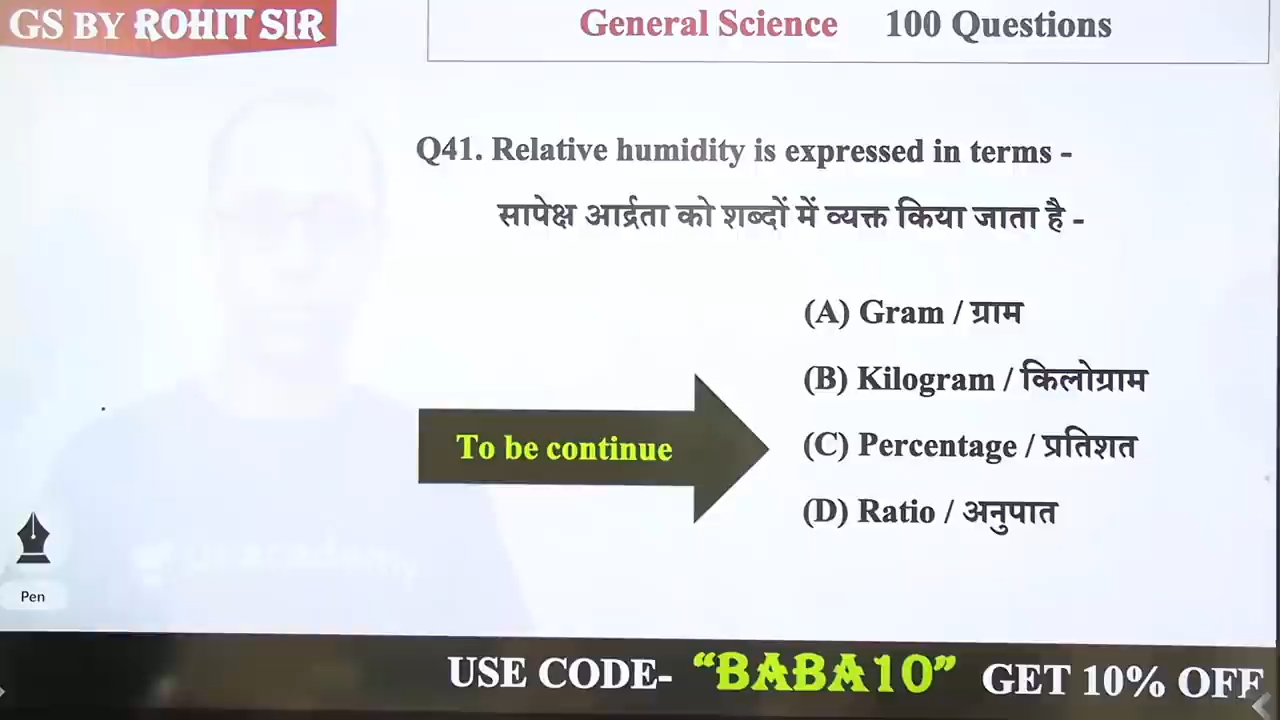 GS BY ROHIT SIR
General Science 100 Questions
Q41. Relative humidity is expressed in terms -
सापेक्ष आर्द्रता को शब्दों में व्यक्त किया जाता है -
(A) Gram / ग्राम
(B) Kilogram / किलोग्राम
To be continue
(C) Percentage / प्रतिशत
(D) Ratio / अनुपात
unacademy
Pen
USE CODE- “BABA10” GET 10% OFF